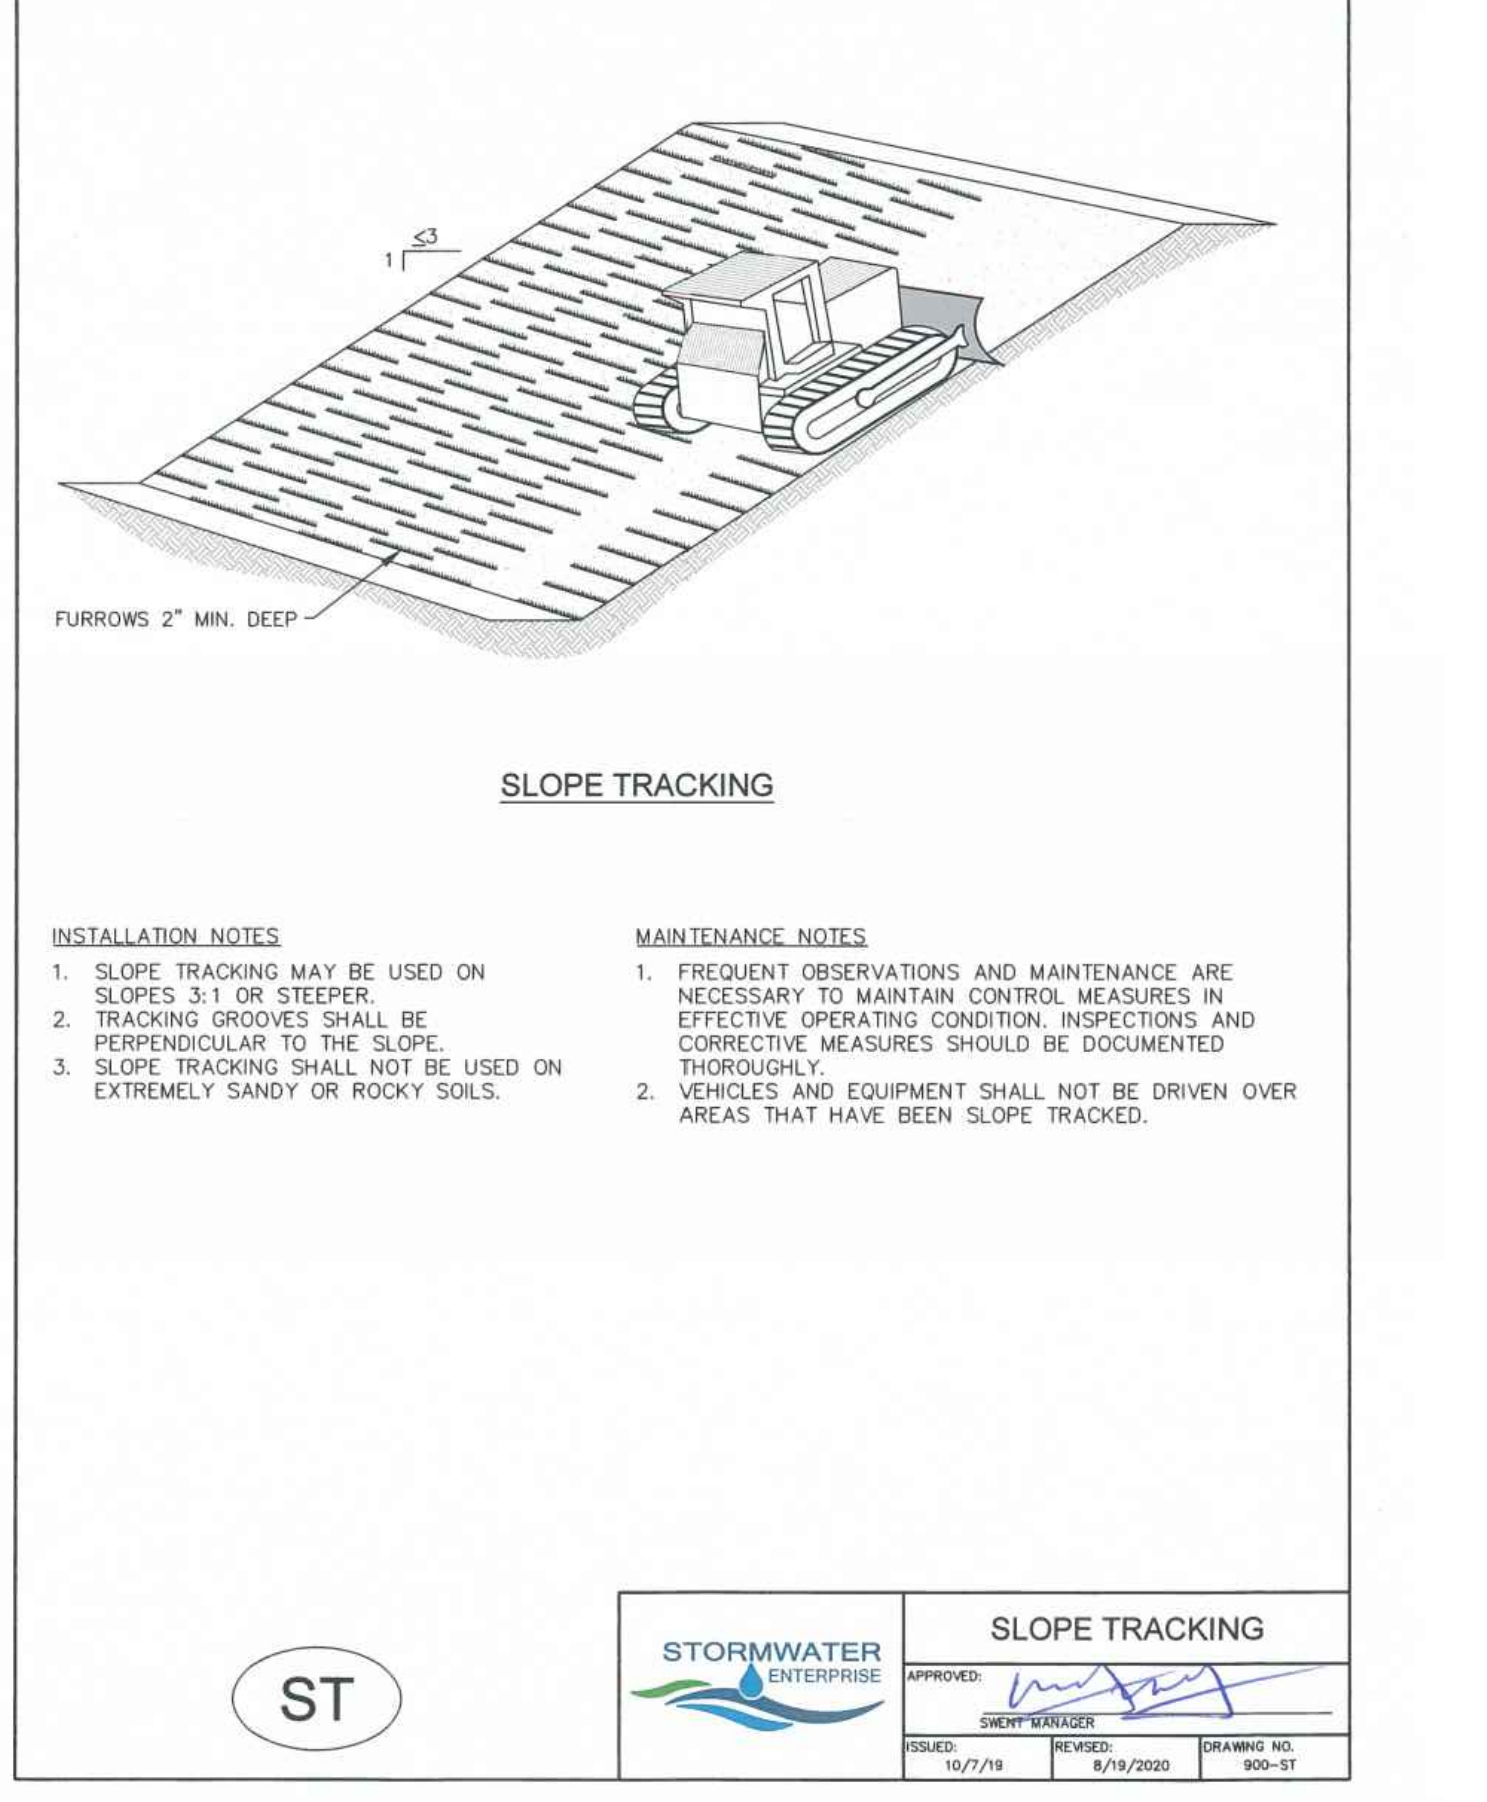 ≤3
1
FURROWS 2" MIN. DEEP
SLOPE TRACKING
INSTALLATION NOTES
1. SLOPE TRACKING MAY BE USED ON
SLOPES 3:1 OR STEEPER.
2. TRACKING GROOVES SHALL BE
PERPENDICULAR TO THE SLOPE.
3. SLOPE TRACKING SHALL NOT BE USED ON
EXTREMELY SANDY OR ROCKY SOILS.
MAINTENANCE NOTES
1. FREQUENT OBSERVATIONS AND MAINTENANCE ARE
NECESSARY TO MAINTAIN CONTROL MEASURES IN
EFFECTIVE OPERATING CONDITION. INSPECTIONS AND
CORRECTIVE MEASURES SHOULD BE DOCUMENTED
THOROUGHLY.
2. VEHICLES AND EQUIPMENT SHALL NOT BE DRIVEN OVER
AREAS THAT HAVE BEEN SLOPE TRACKED.
ST
STORMWATER
ENTERPRISE
SLOPE TRACKING
APPROVED:
SWENT MANAGER
ISSUED:
10/7/19
REVISED:
8/19/2020
DRAWING NO.
900-ST